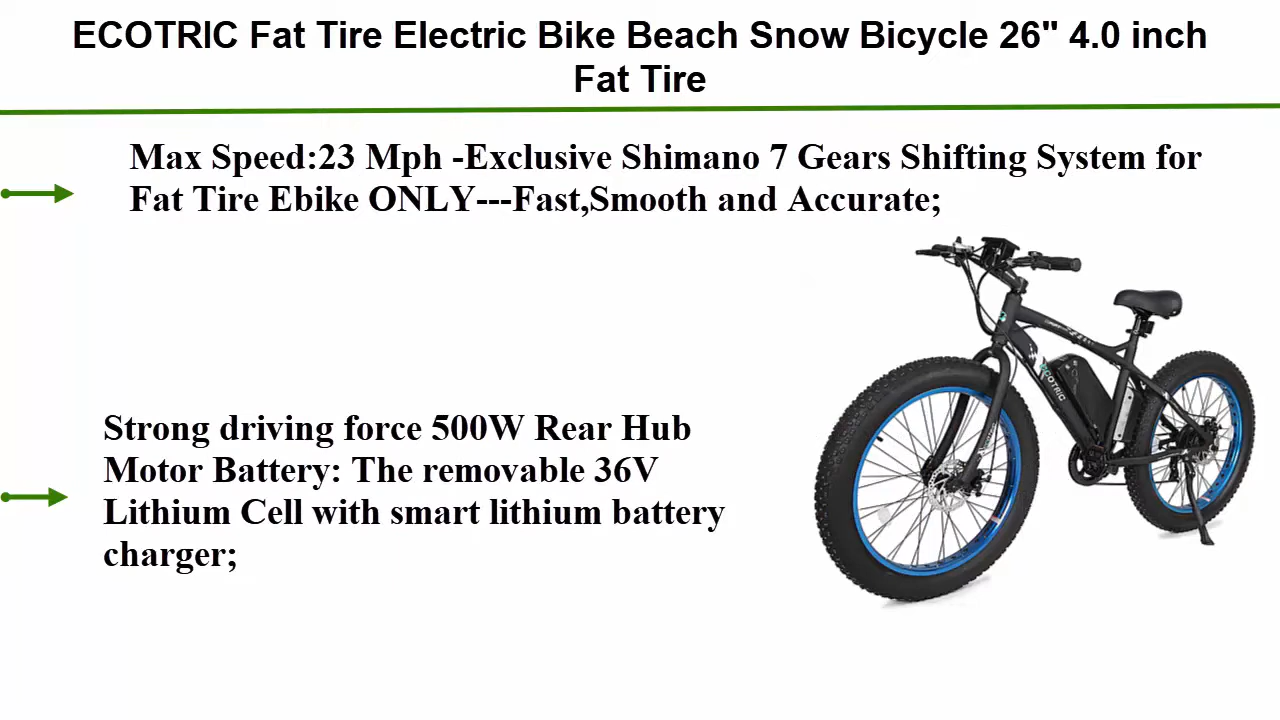 ECOTRIC Fat Tire Electric Bike Beach Snow Bicycle 26" 4.0 inch
Fat Tire
Max Speed:23 Mph -Exclusive Shimano 7 Gears Shifting System for
Fat Tire Ebike ONLY---Fast,Smooth and Accurate;
ECOTRIC
Strong driving force 500W Rear Hub
Motor Battery: The removable 36V
Lithium Cell with smart lithium battery
charger;